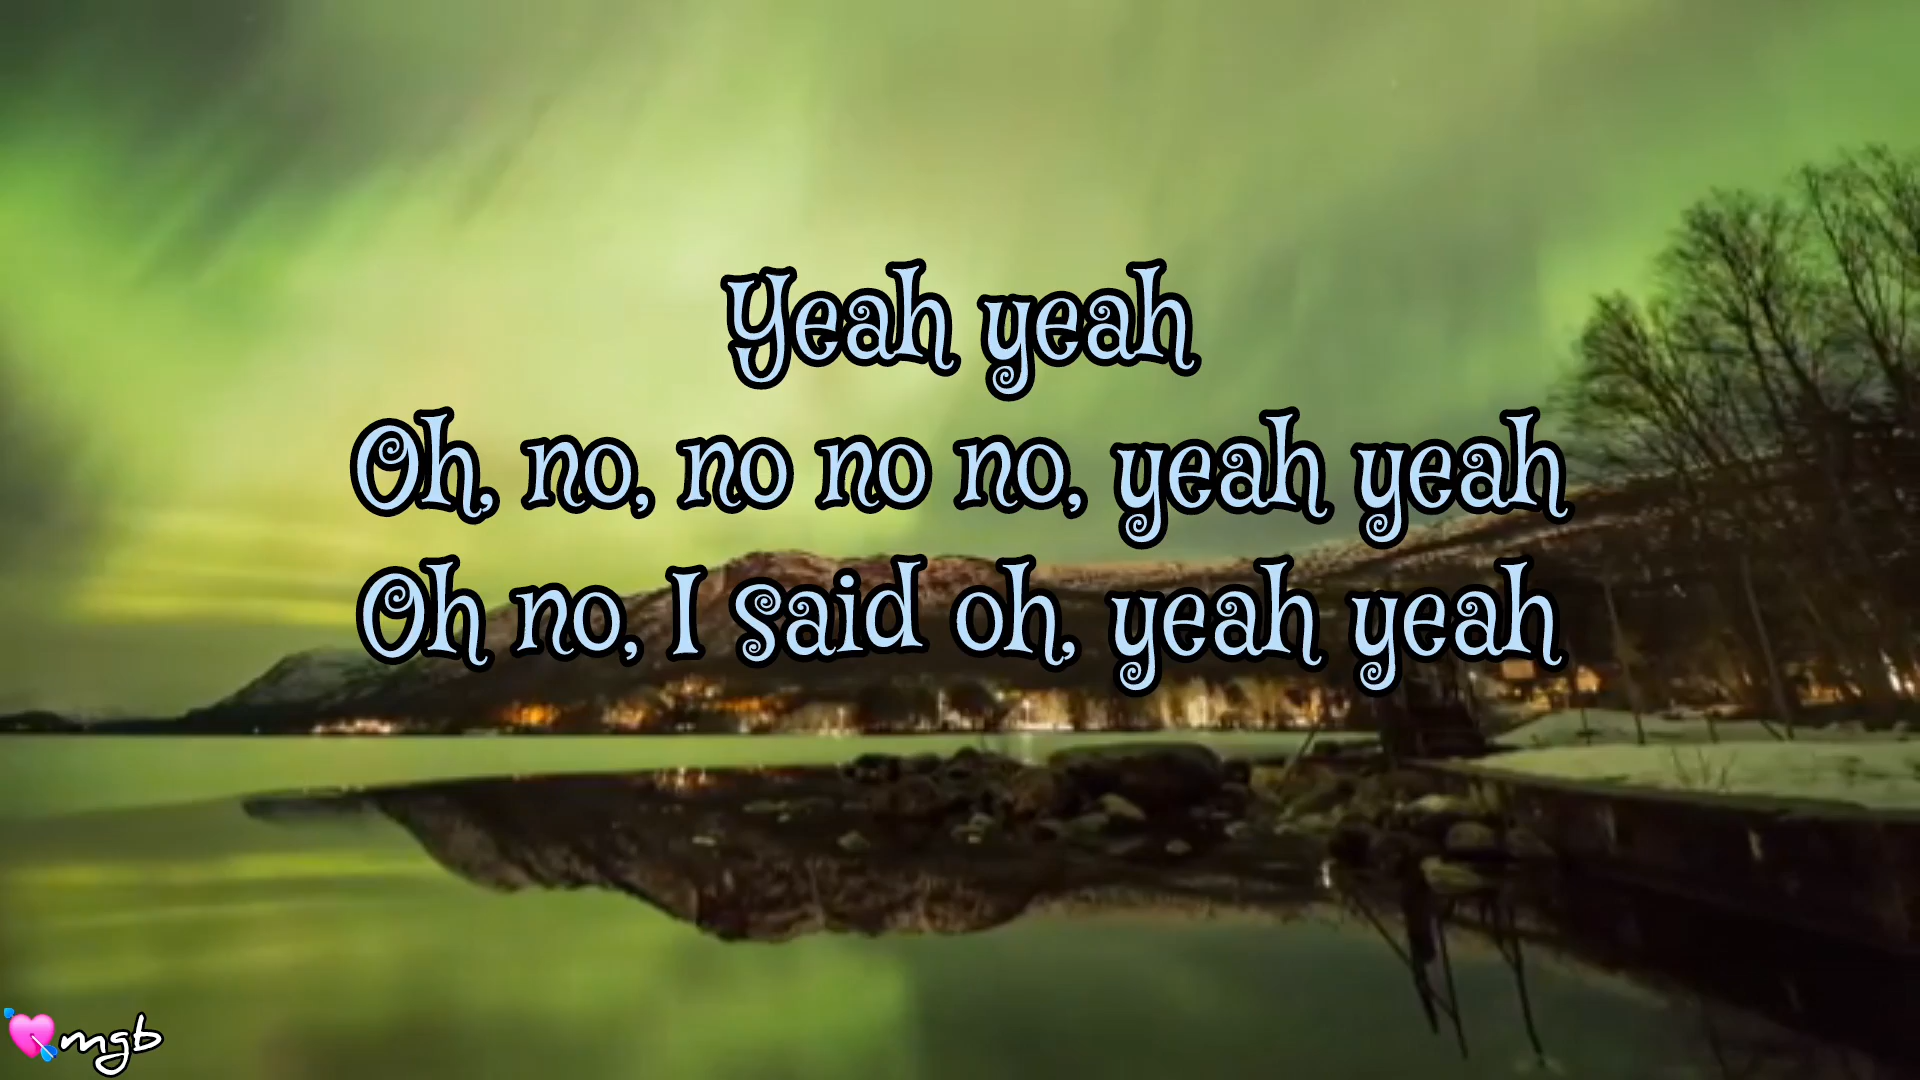 Yeah yeah
Oh, no, no no no, yeah yeah
Oh no, I said oh, yeah yeah
mgb